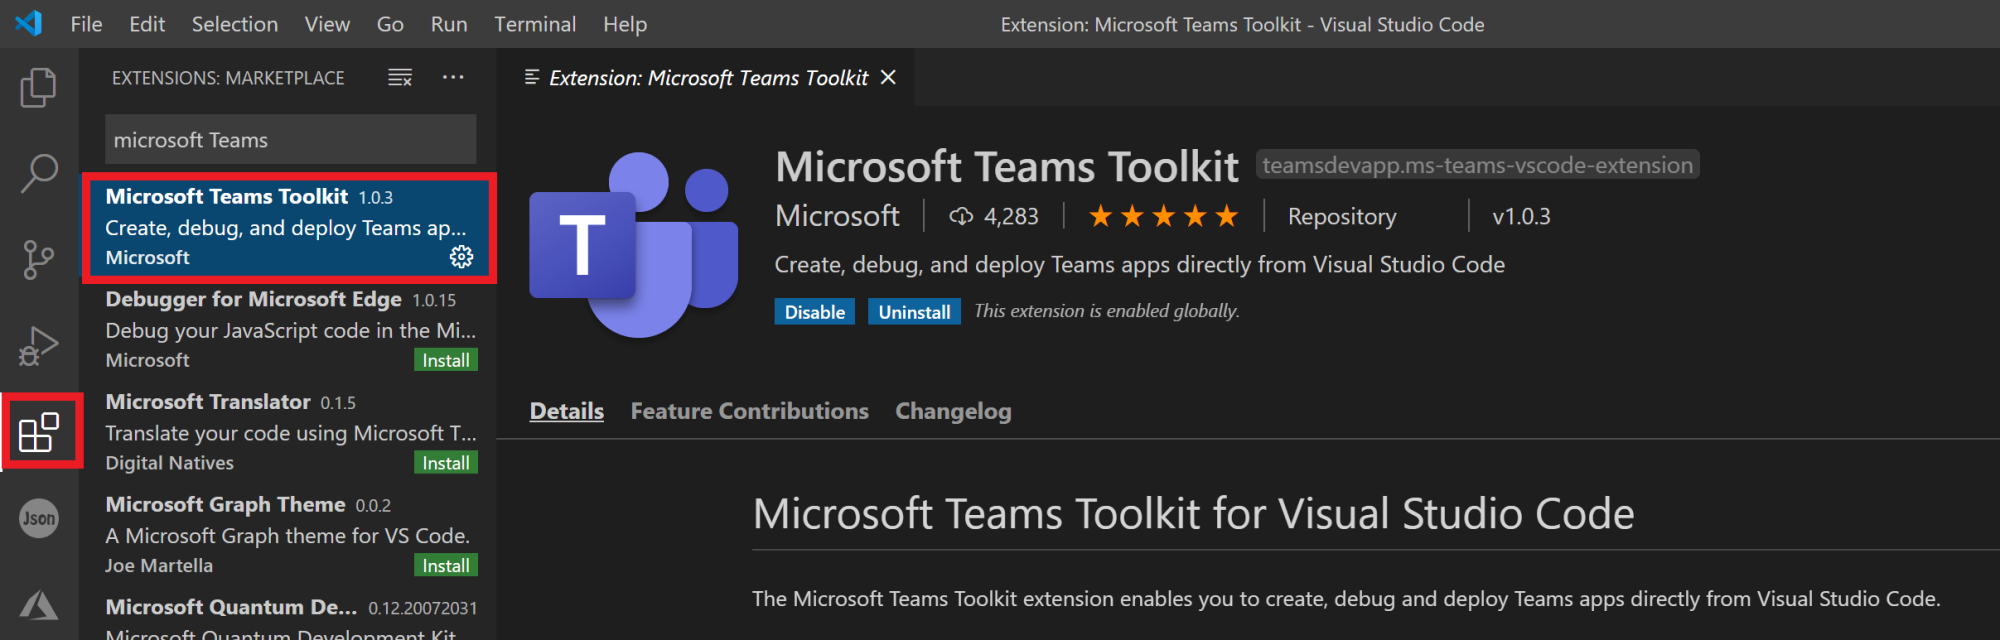 File Edit Selection View Go Run Terminal Help
Extension: Microsoft Teams Toolkit - Visual Studio Code
EXTENSIONS: MARKETPLACE
microsoft Teams
Microsoft Teams Toolkit 1.0.3
Create, debug, and deploy Teams ap...
Microsoft
Debugger for Microsoft Edge 1.0.15
Debug your JavaScript code in the Mi...
Microsoft Install
Microsoft Translator 0.1.5
Translate your code using Microsoft T...
Digital Natives Install
Microsoft Graph Theme 0.0.2
A Microsoft Graph theme for VS Code.
Joe Martella Install
Microsoft Quantum De... 0.12.20072031
Microsoft Quantum Development Kit
Json
Extension: Microsoft Teams Toolkit
T
Microsoft Teams Toolkit teamsdevapp.ms-teams-vscode-extension
Microsoft 4,283 Repository v1.0.3
Create, debug, and deploy Teams apps directly from Visual Studio Code
Disable Uninstall This extension is enabled globally.
Details Feature Contributions Changelog
Microsoft Teams Toolkit for Visual Studio Code
The Microsoft Teams Toolkit extension enables you to create, debug and deploy Teams apps directly from Visual Studio Code.